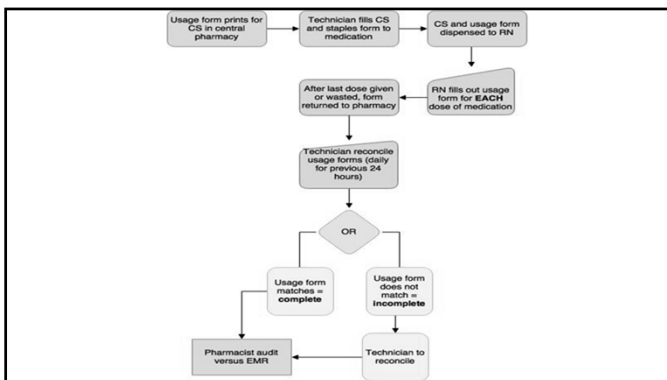 Usage form prints for
CS in central
pharmacy
Technician fills CS
and staples form to
medication
CS and usage form
dispensed to RN
After last dose given
or wasted, form
returned to pharmacy
RN fills out usage
form for EACH
dose of medication
Technician reconcile
usage forms (daily
for previous 24
hours)
OR
Usage form
matches =
complete
Usage form
does not
match =
incomplete
Pharmacist audit
versus EMR
Technician to
reconcile